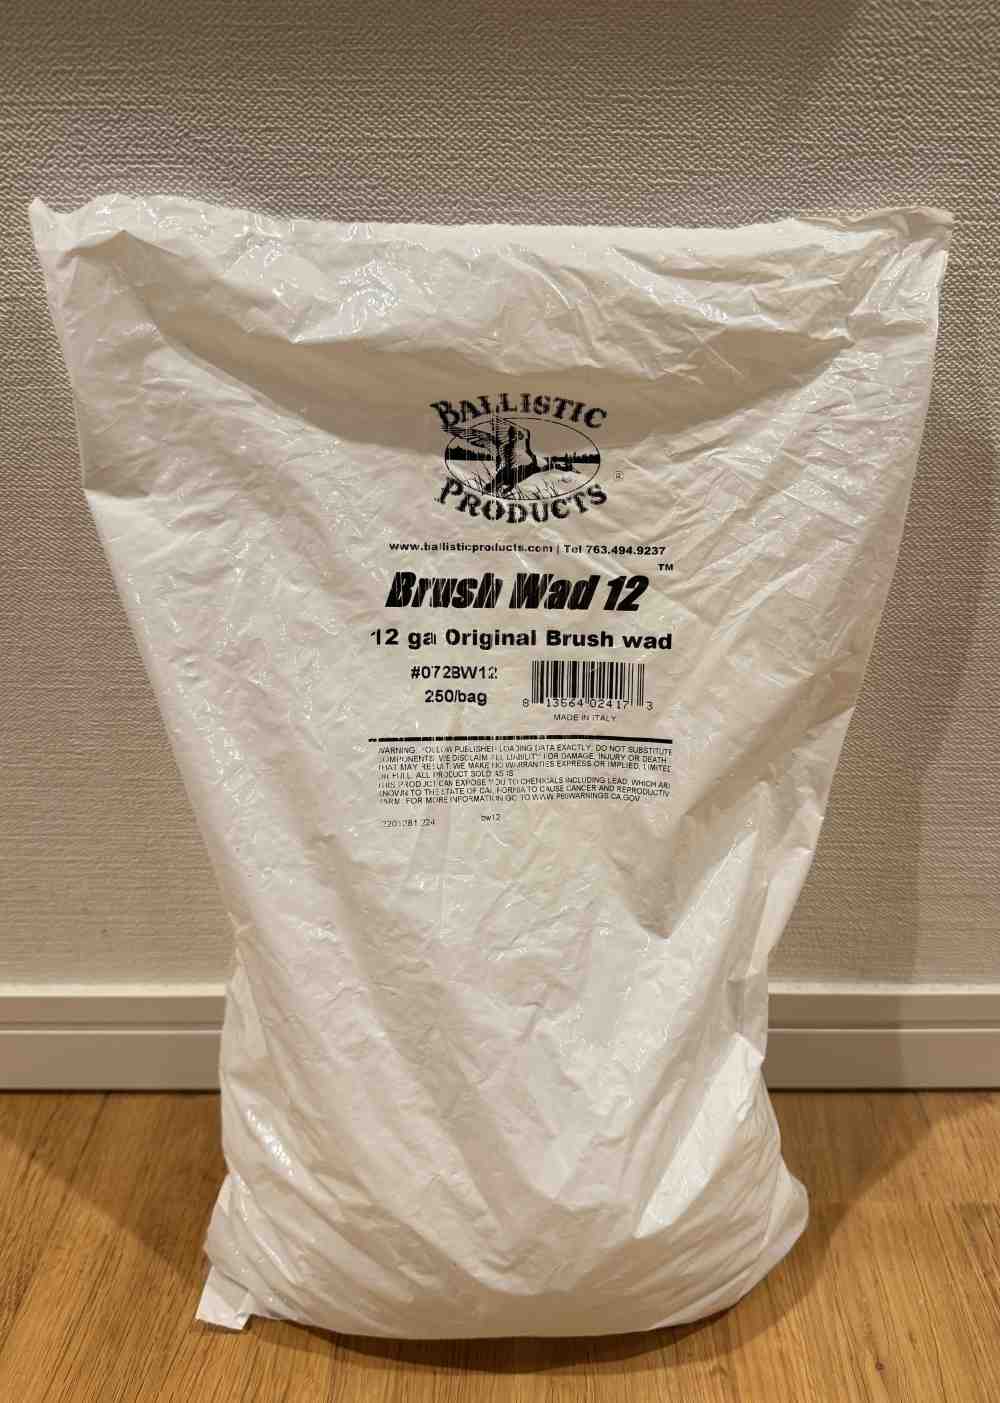 BALLISTIC
PRODUCTS
®
www.ballisticproducts.com | Tel 763.494.9237
Brush Wad 12™
12 ga Original Brush wad
#072BW12
250/bag
8 13664 02417 3
MADE IN ITALY
WARNING: FOLLOW PUBLISHED LOADING DATA EXACTLY. DO NOT SUBSTITUTE
COMPONENTS. WE DISCLAIM ALL LIABILITY FOR DAMAGE, INJURY OR DEATH
THAT MAY RESULT. WE MAKE NO WARRANTIES EXPRESS OR IMPLIED, LIMITED
OR FULL. ALL PRODUCT SOLD AS IS.
THIS PRODUCT CAN EXPOSE YOU TO CHEMICALS INCLUDING LEAD, WHICH ARE
KNOWN TO THE STATE OF CALIFORNIA TO CAUSE CANCER AND REPRODUCTIV
HARM. FOR MORE INFORMATION GO TO WWW.P65WARNINGS.CA.GOV
bw12